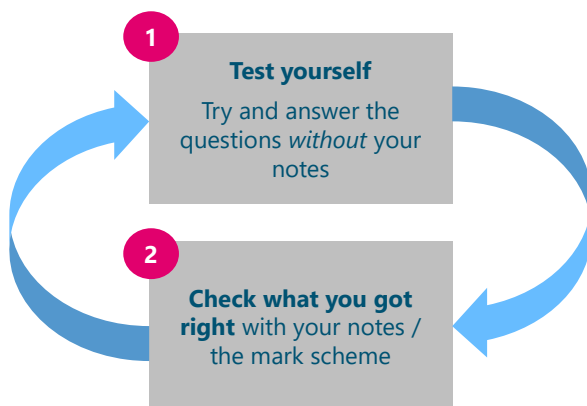 1
Test yourself
Try and answer the
questions without your
notes
2
Check what you got
right with your notes /
the mark scheme